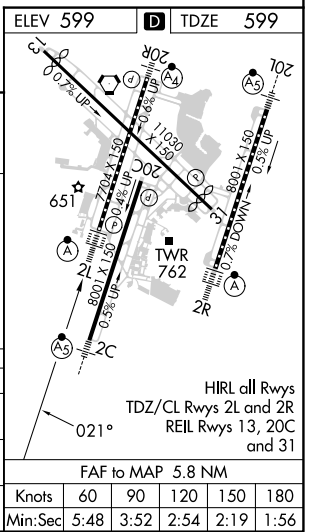 ELEV 599 D TDZE 599
13
0.7% UP
P
20R
A4
0.6% UP
20L
A5
0.5% UP
11030 X 150
7704 X 150
20C
0.4% UP
P
P
651
P
8001 X 150
31
A
2L
TWR
762
8001 X 150
0.5% UP
0.7% DOWN
A
2R
A5
2C
HIRL all Rwys
TDZ/CL Rwys 2L and 2R
REIL Rwys 13, 20C
and 31
021°
FAF to MAP 5.8 NM
Knots 60 90 120 150 180
Min:Sec 5:48 3:52 2:54 2:19 1:56